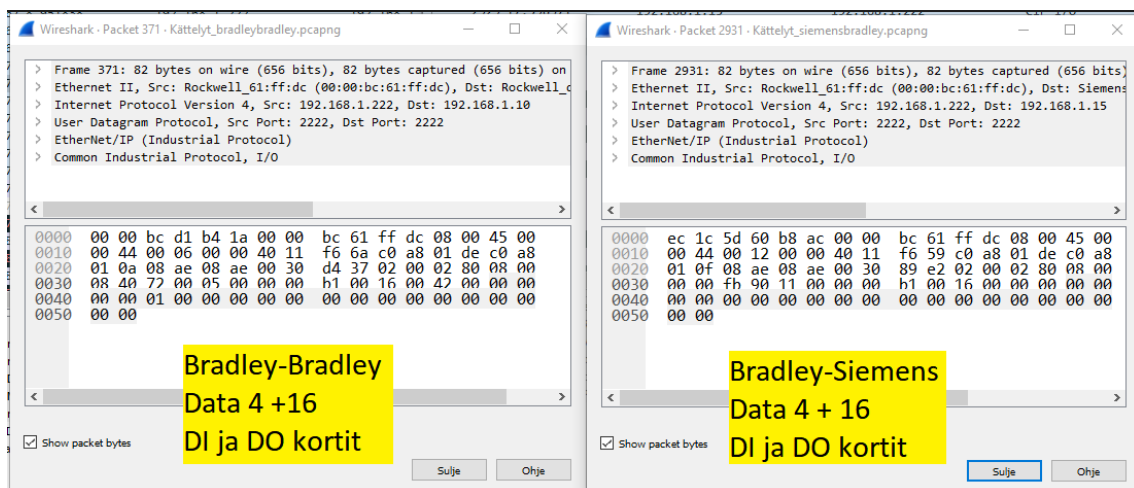 Wireshark · Packet 371 · Kättelyt_bradleybradley.pcapng
> Frame 371: 82 bytes on wire (656 bits), 82 bytes captured (656 bits) on
> Ethernet II, Src: Rockwell_61:ff:dc (00:00:bc:61:ff:dc), Dst: Rockwell_
> Internet Protocol Version 4, Src: 192.168.1.222, Dst: 192.168.1.10
> User Datagram Protocol, Src Port: 2222, Dst Port: 2222
> EtherNet/IP (Industrial Protocol)
> Common Industrial Protocol, I/O
0000 00 00 bc d1 b4 1a 00 00 bc 61 ff dc 08 00 45 00
0010 00 44 00 06 00 00 40 11 f6 6a c0 a8 01 de c0 a8
0020 01 0a 08 ae 08 ae 00 30 d4 37 02 00 02 80 08 00
0030 08 40 72 00 05 00 00 00 b1 00 16 00 42 00 00 00
0040 00 00 01 00 00 00 00 00 00 00 00 00 00 00 00 00
0050 00 00
Bradley-Bradley
Data 4 +16
DI ja DO kortit
Show packet bytes
Sulje
Ohje
Wireshark · Packet 2931 · Kättelyt_siemensbradley.pcapng
> Frame 2931: 82 bytes on wire (656 bits), 82 bytes captured (656 bits)
> Ethernet II, Src: Rockwell_61:ff:dc (00:00:bc:61:ff:dc), Dst: Siemens
> Internet Protocol Version 4, Src: 192.168.1.222, Dst: 192.168.1.15
> User Datagram Protocol, Src Port: 2222, Dst Port: 2222
> EtherNet/IP (Industrial Protocol)
> Common Industrial Protocol, I/O
0000 ec 1c 5d 60 b8 ac 00 00 bc 61 ff dc 08 00 45 00
0010 00 44 00 12 00 00 40 11 f6 59 c0 a8 01 de c0 a8
0020 01 0f 08 ae 08 ae 00 30 89 e2 02 00 02 80 08 00
0030 00 00 fb 90 11 00 00 00 b1 00 16 00 00 00 00 00
0040 00 00 00 00 00 00 00 00 00 00 00 00 00 00 00 00
0050 00 00
Bradley-Siemens
Data 4 + 16
DI ja DO kortit
Show packet bytes
Sulje
Ohje